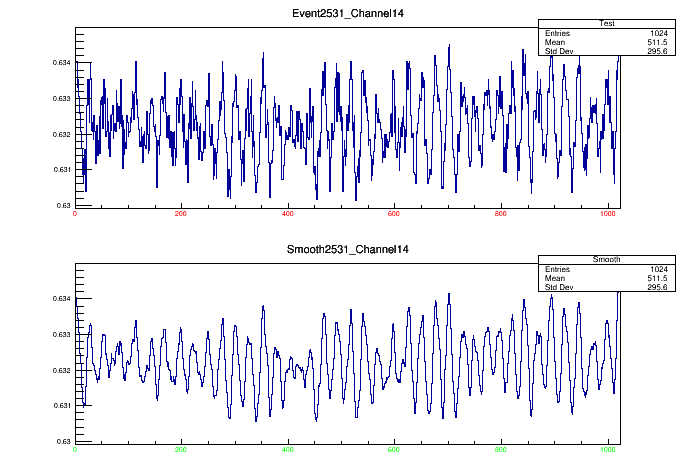 Event2531_Channel14
Test
Entries 1024
Mean 511.5
Std Dev 295.6
0.634
0.633
0.632
0.631
0.63
0 200 400 600 800 1000
Smooth2531_Channel14
Smooth
Entries 1024
Mean 511.5
Std Dev 295.6
0.634
0.633
0.632
0.631
0.63
0 200 400 600 800 1000